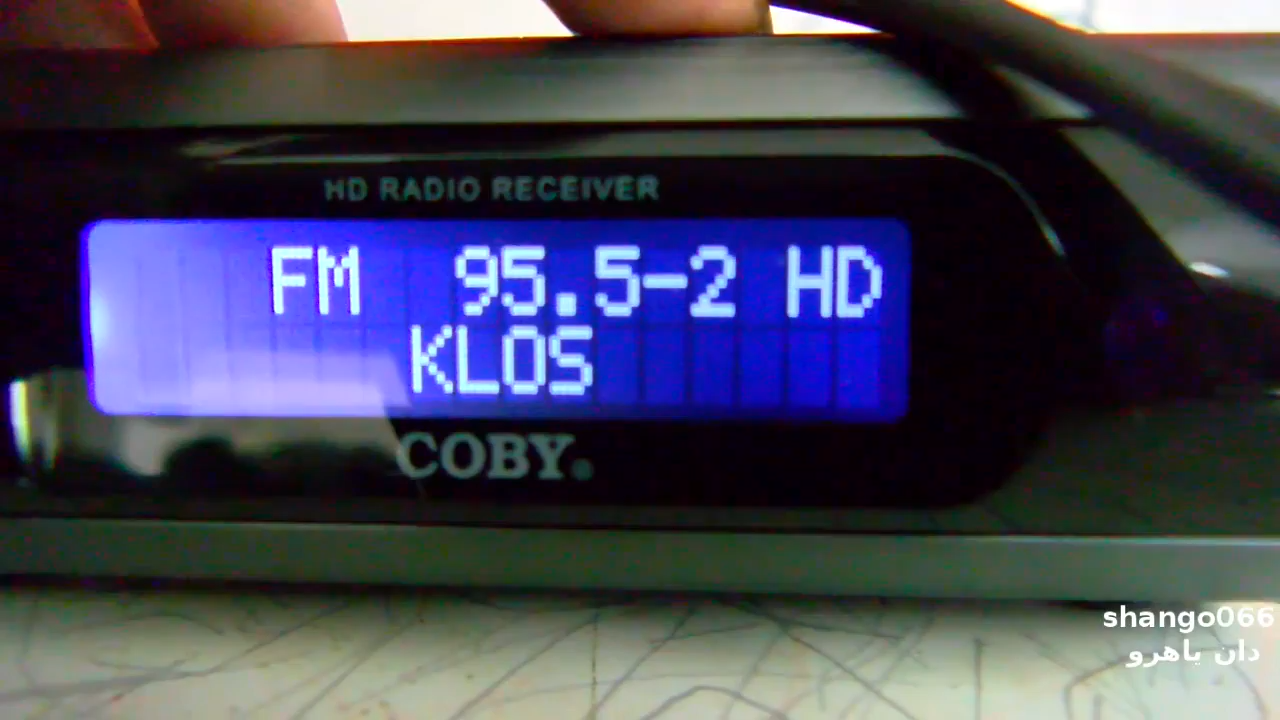 HD RADIO RECEIVER
FM 95.5-2 HD
KLOS
COBY
shango066
دان ياهرو